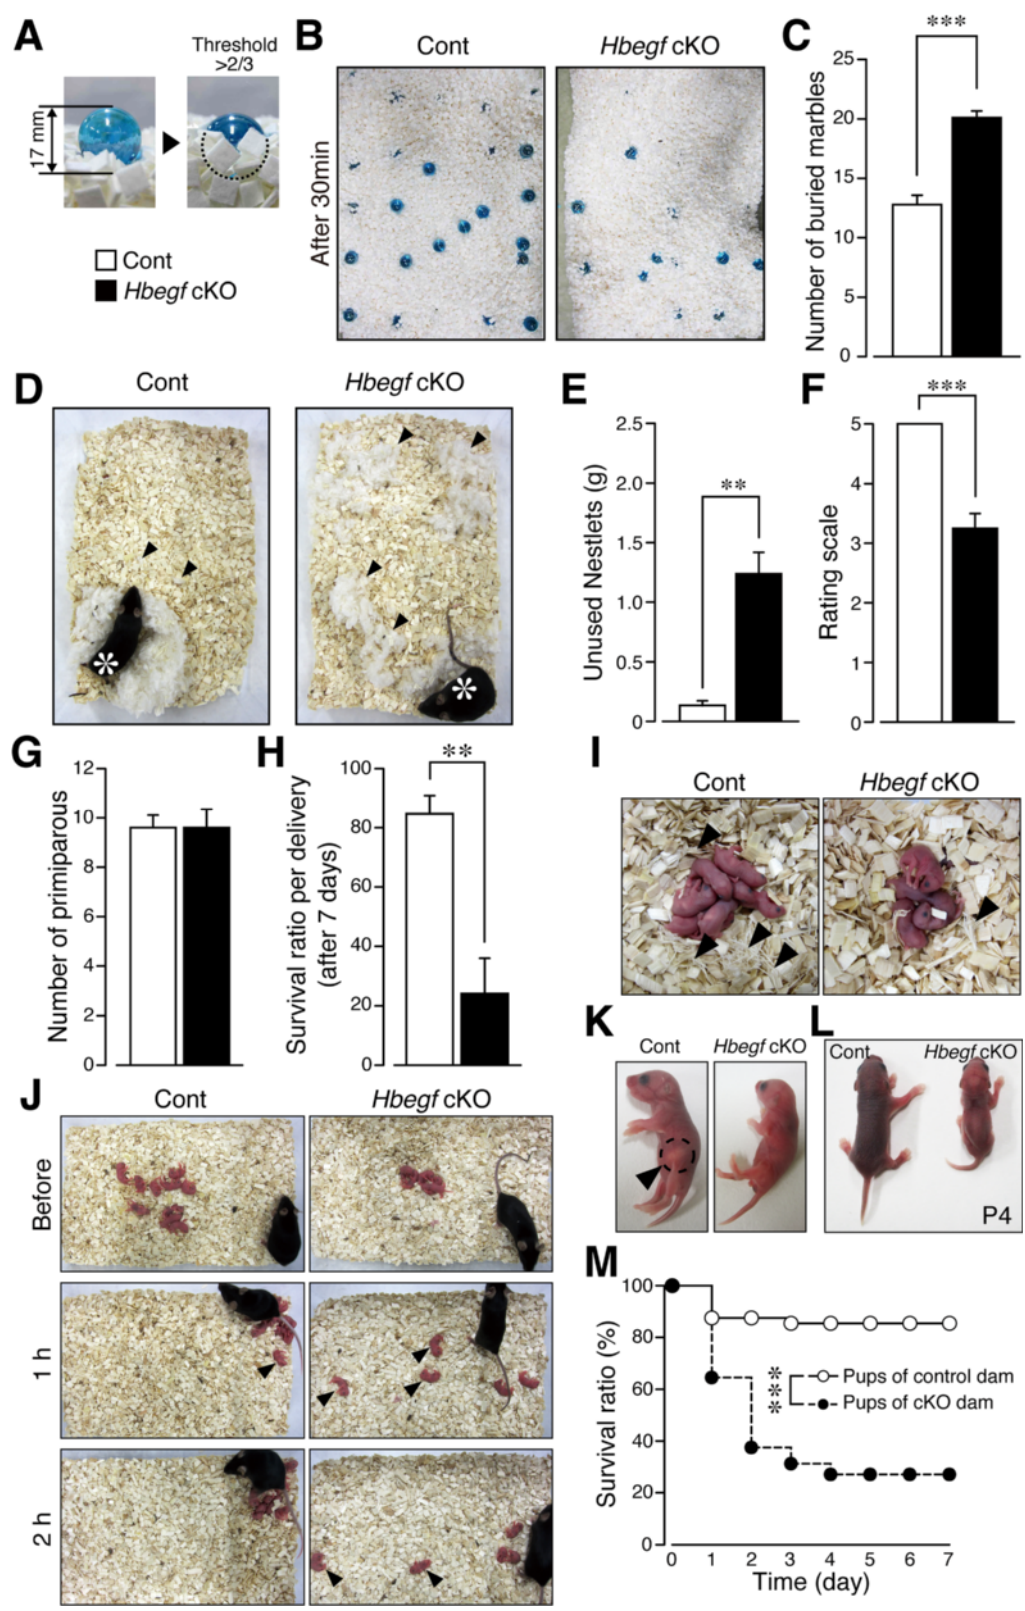 A
Threshold
>2/3
17 mm
Cont
Hbegf cKO
B
Cont
Hbegf cKO
After 30min
C
***
Number of buried marbles
25
20
15
10
5
0
D
Cont
Hbegf cKO
*
*
E
Unused Nestlets (g)
2.5
2.0
1.5
1.0
0.5
0
**
F
***
Rating scale
5
4
3
2
1
0
G
Number of primiparous
12
10
8
6
4
2
0
H
Survival ratio per delivery
(after 7 days)
100
80
60
40
20
0
**
I
Cont
Hbegf cKO
J
Cont
Hbegf cKO
Before
1 h
2 h
K
Cont
Hbegf cKO
L
Cont
Hbegf cKO
P4
M
Survival ratio (%)
100
80
60
40
20
0
***
Pups of control dam
Pups of cKO dam
0 1 2 3 4 5 6 7
Time (day)